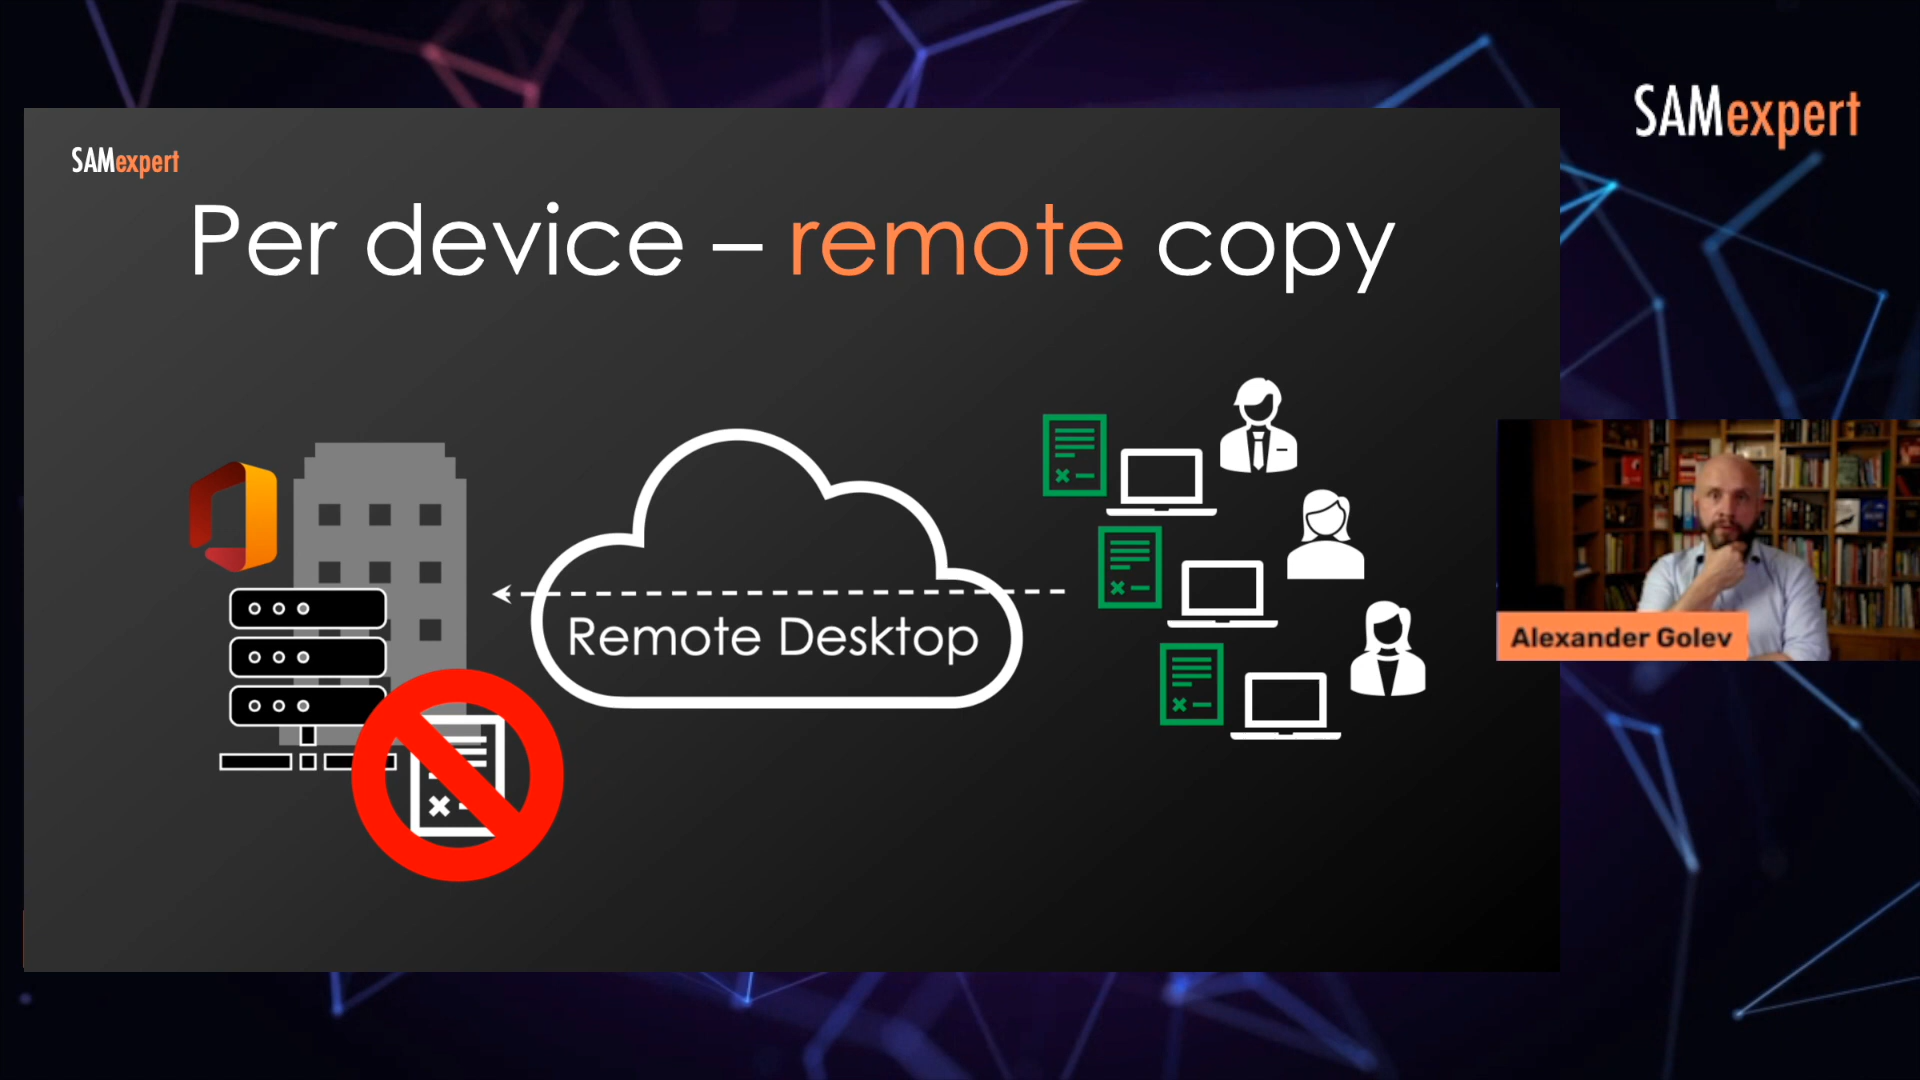 SAMexpert
SAMexpert
Per device – remote copy
Remote Desktop
Alexander Golev